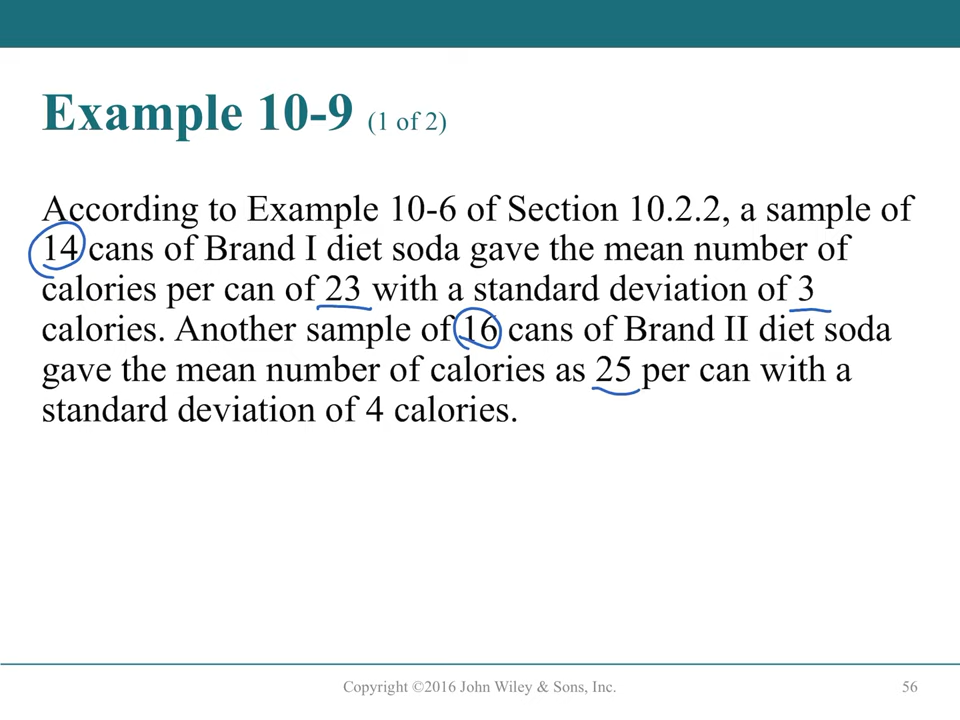 Example 10-9 (1 of 2)
According to Example 10-6 of Section 10.2.2, a sample of
14 cans of Brand I diet soda gave the mean number of
calories per can of 23 with a standard deviation of 3
calories. Another sample of 16 cans of Brand II diet soda
gave the mean number of calories as 25 per can with a
standard deviation of 4 calories.
Copyright ©2016 John Wiley & Sons, Inc.
56